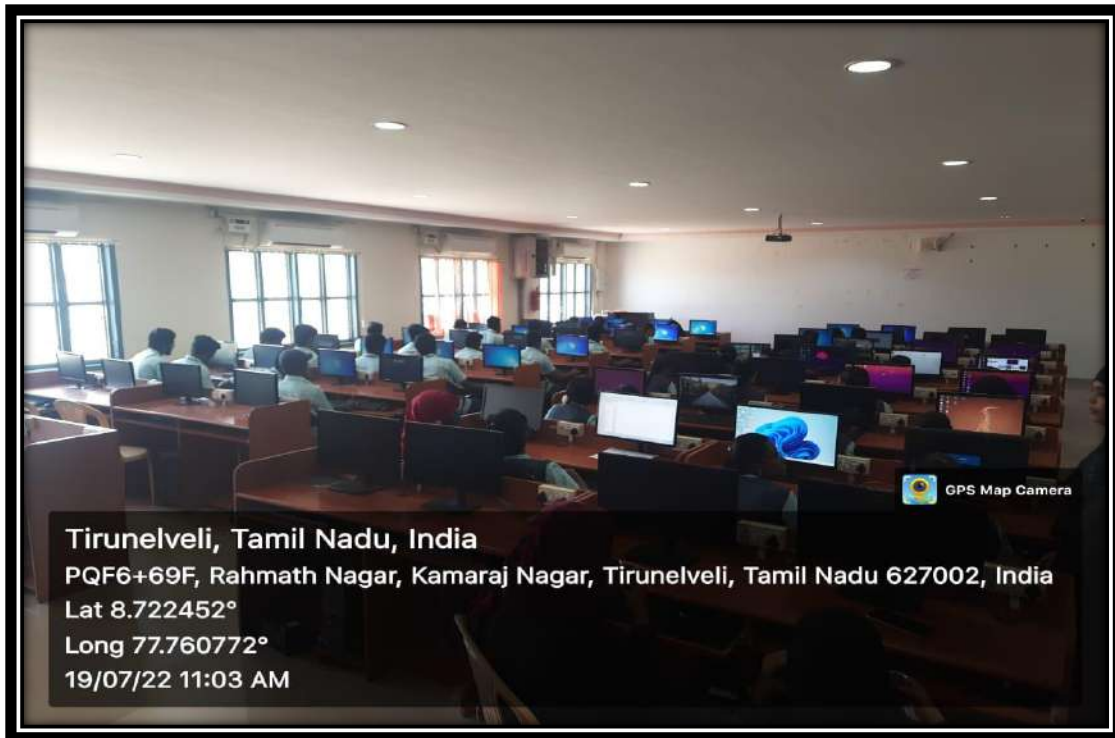 GPS Map Camera
Tirunelveli, Tamil Nadu, India
PQF6+69F, Rahmath Nagar, Kamaraj Nagar, Tirunelveli, Tamil Nadu 627002, India
Lat 8.722452°
Long 77.760772°
19/07/22 11:03 AM